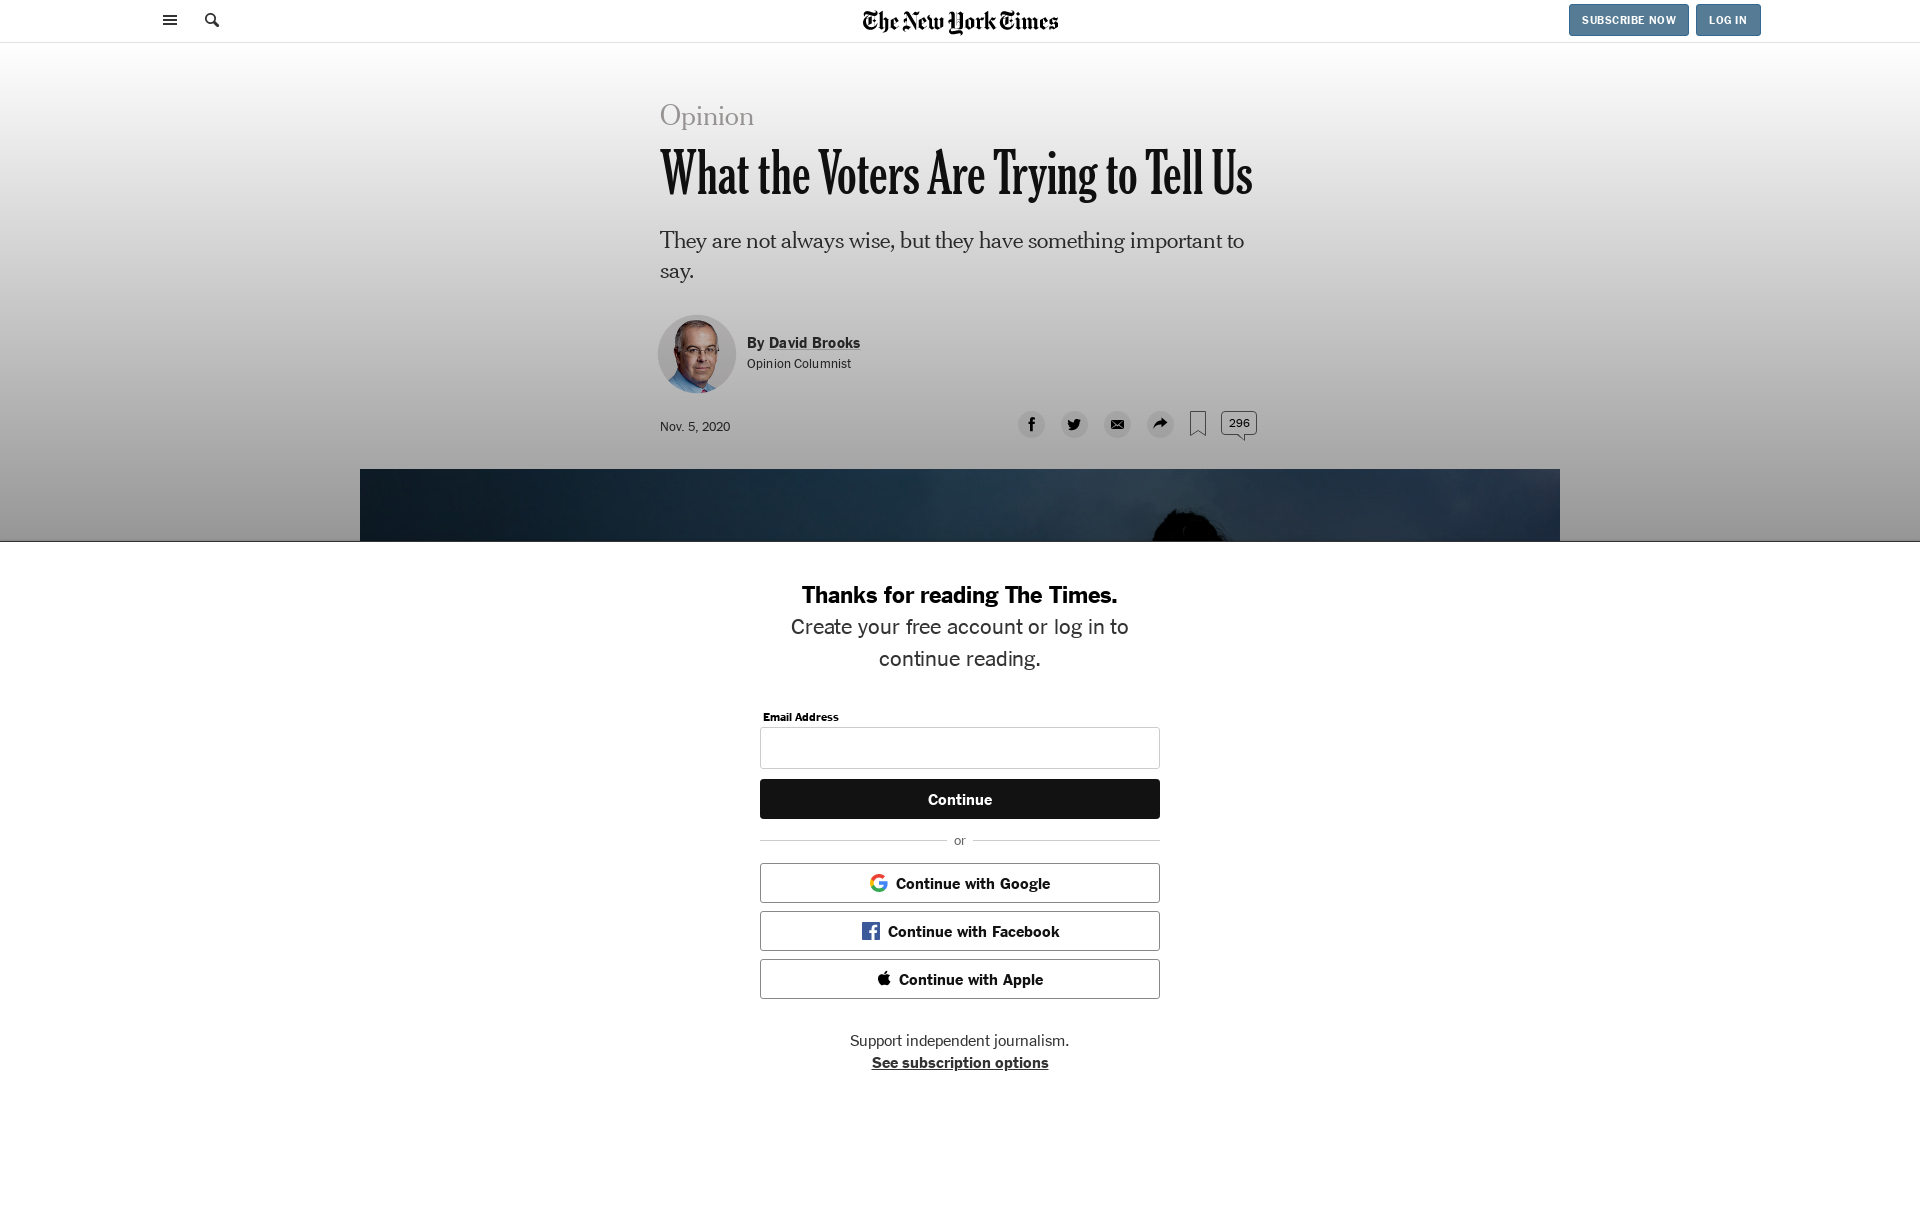 The New York Times
SUBSCRIBE NOW
LOG IN
Opinion
What the Voters Are Trying to Tell Us
They are not always wise, but they have something important to
say.
By David Brooks
Opinion Columnist
Nov. 5, 2020
296
Thanks for reading The Times.
Create your free account or log in to
continue reading.
Email Address
Continue
or
Continue with Google
Continue with Facebook
Continue with Apple
Support independent journalism.
See subscription options